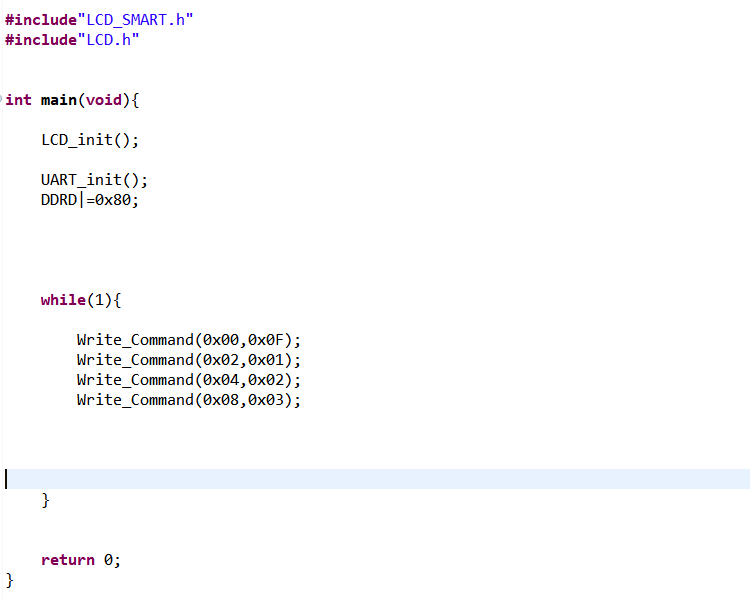 #include"LCD_SMART.h"
#include"LCD.h"
int main(void){
LCD_init();
UART_init();
DDRD|=0x80;
while(1){
Write_Command(0x00,0x0F);
Write_Command(0x02,0x01);
Write_Command(0x04,0x02);
Write_Command(0x08,0x03);
}
return 0;
}